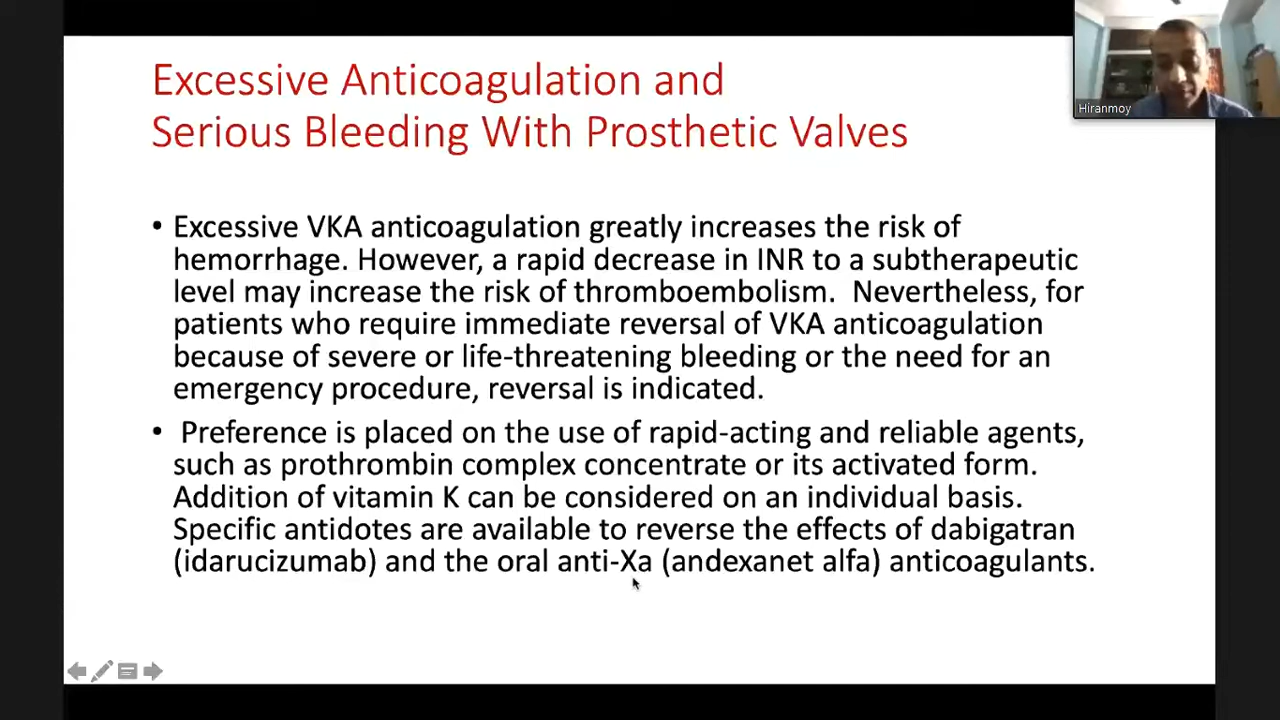 Excessive Anticoagulation and
Serious Bleeding With Prosthetic Valves
Hiranmoy
• Excessive VKA anticoagulation greatly increases the risk of
hemorrhage. However, a rapid decrease in INR to a subtherapeutic
level may increase the risk of thromboembolism.  Nevertheless, for
patients who require immediate reversal of VKA anticoagulation
because of severe or life-threatening bleeding or the need for an
emergency procedure, reversal is indicated.
• Preference is placed on the use of rapid-acting and reliable agents,
such as prothrombin complex concentrate or its activated form.
Addition of vitamin K can be considered on an individual basis.
Specific antidotes are available to reverse the effects of dabigatran
(idarucizumab) and the oral anti-Xa (andexanet alfa) anticoagulants.